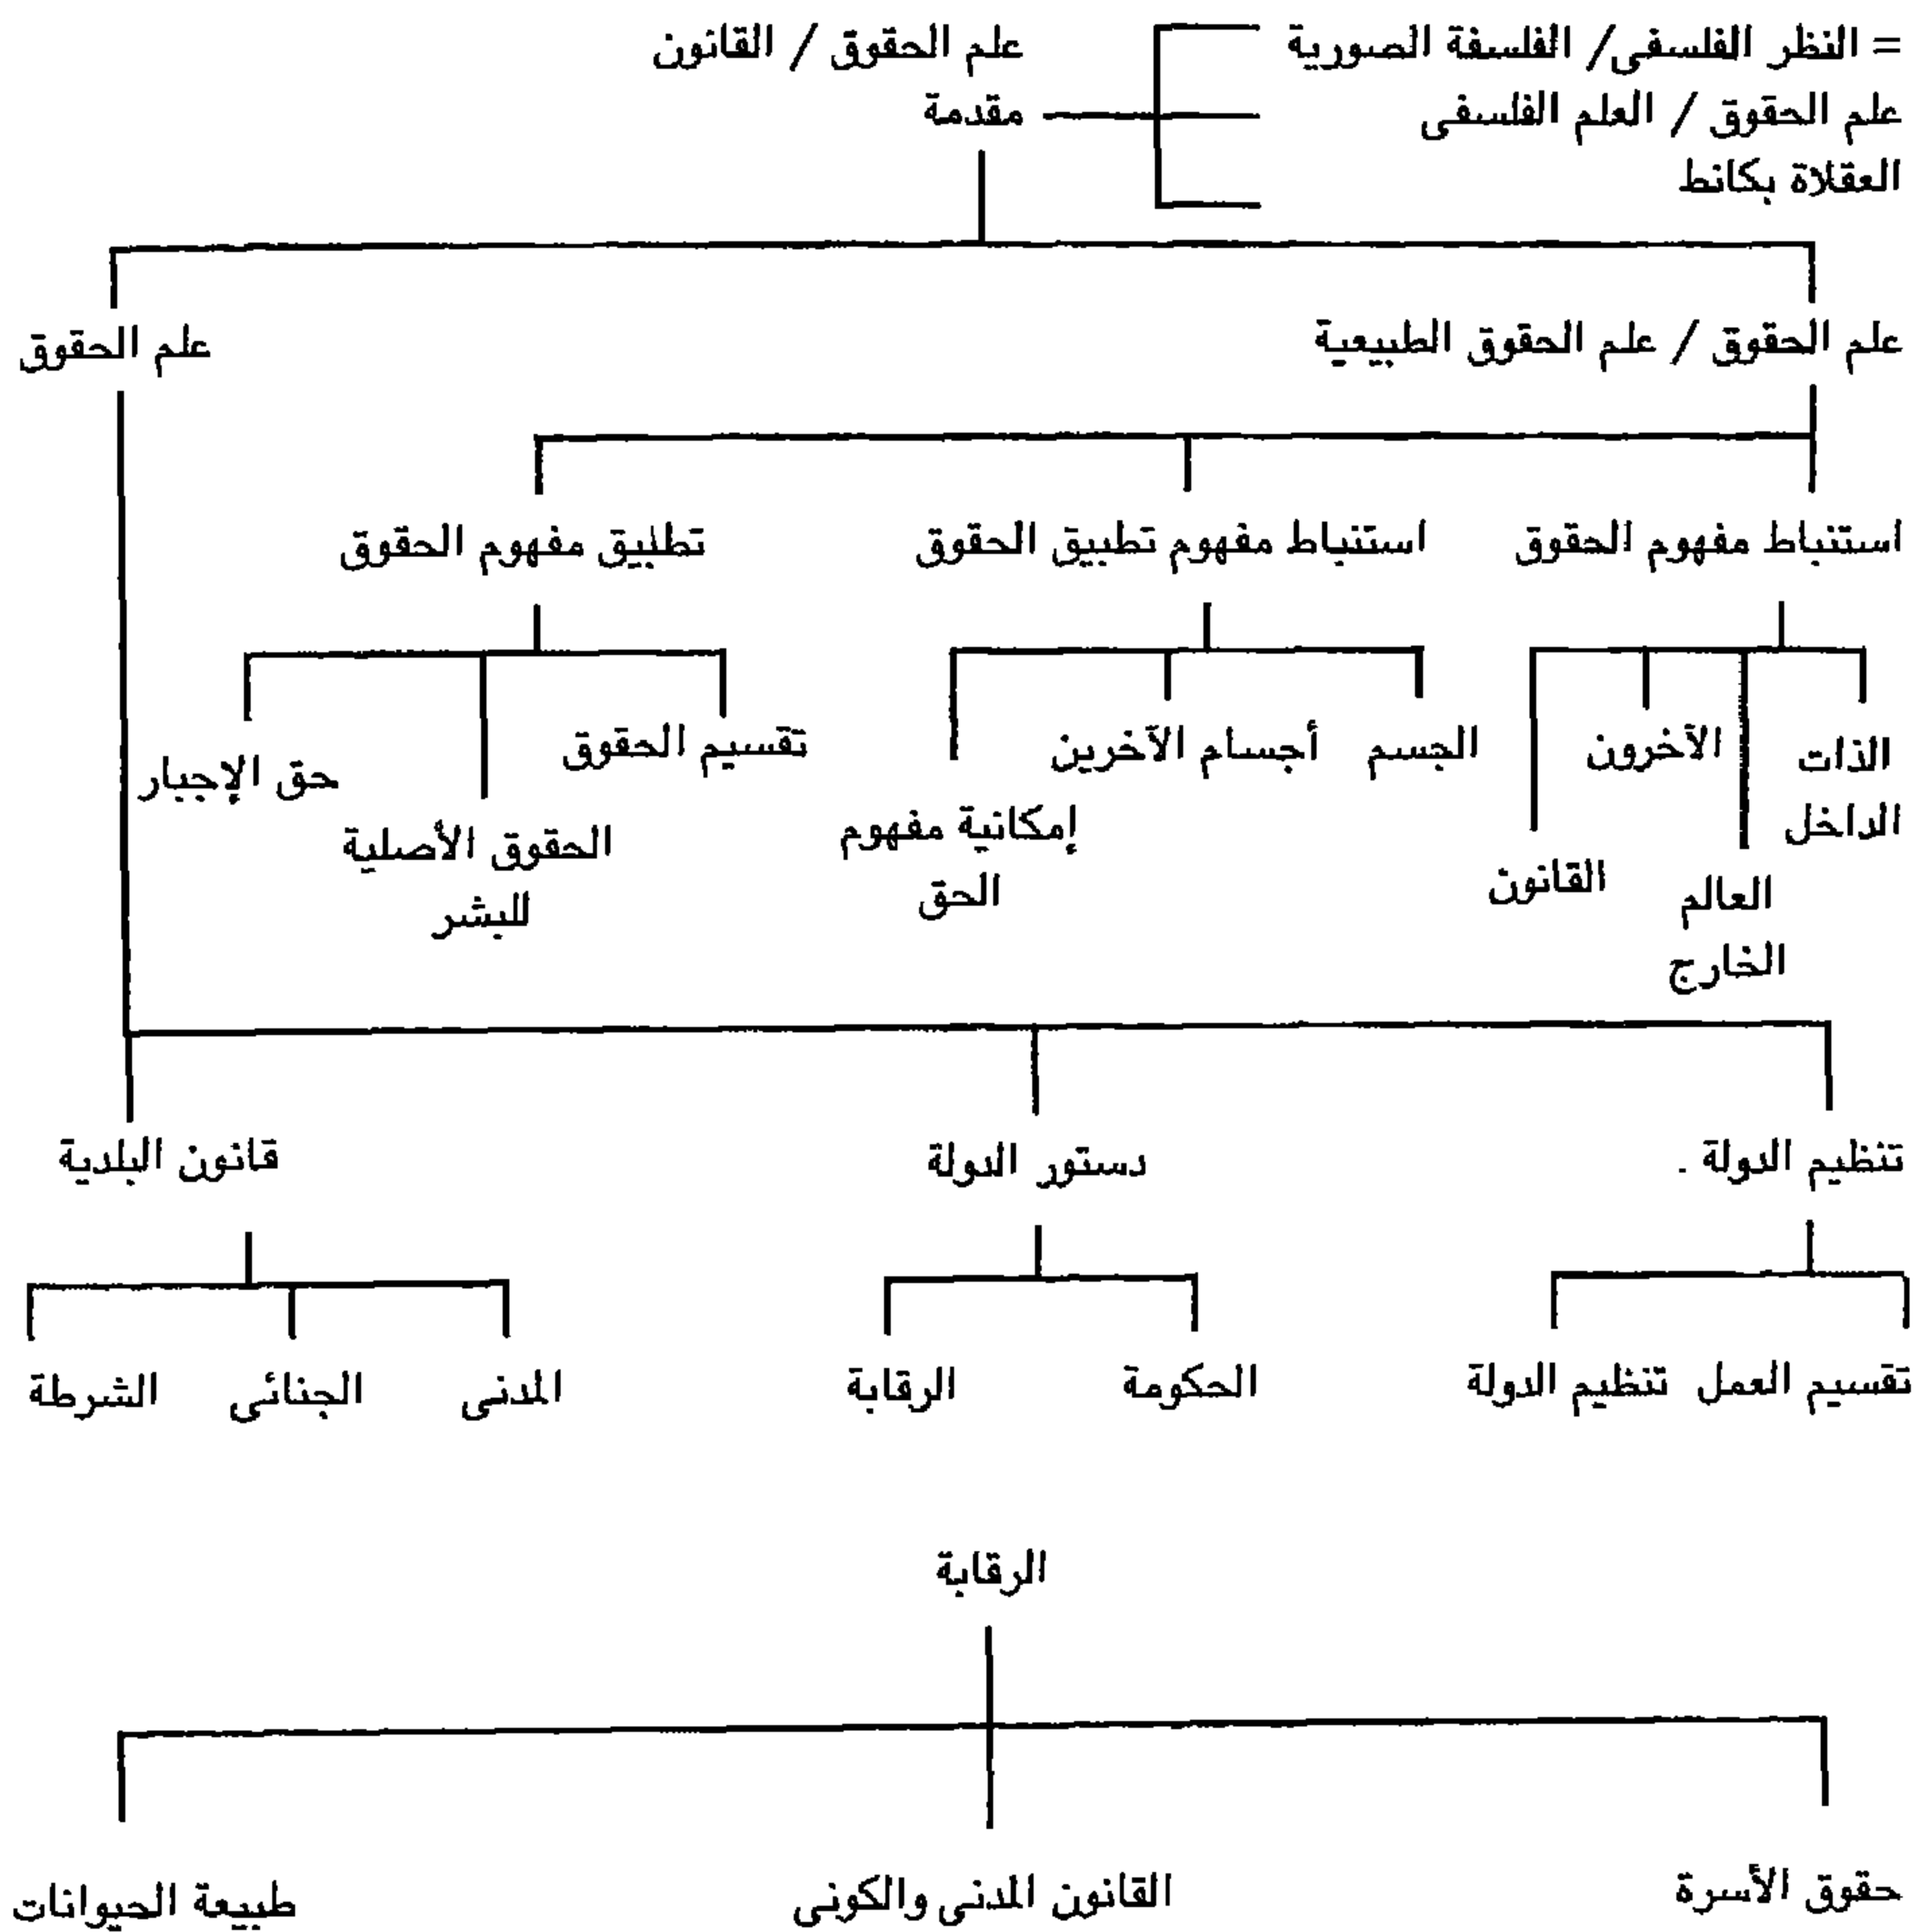 = النظر الفلسفى/ الفلسفة الصورية
علم الحقوق / القانون
علم الحقوق / العلم الفلسفى
مقدمة
العقلاة بكانط
علم الحقوق / علم الحقوق الطبيعية
علم الحقوق
استنباط مفهوم الحقوق
استنباط مفهوم تطبيق الحقوق
تطبيق مفهوم الحقوق
الذات
الداخل
العالم
الخارج
الآخرون
القانون
الجسم
أجسام الآخرين
إمكانية مفهوم
الحق
تقسيم الحقوق
الحقوق الأصلية
للبشر
حق الإجبار
تنظيم الدولة .
دستور الدولة
قانون البلدية
تقسيم العمل
تنظيم الدولة
الحكومة
الرقابة
المدنى
الجنائى
الشرطة
الرقابة
حقوق الأسرة
القانون المدنى والكونى
طبيعة الحيوانات